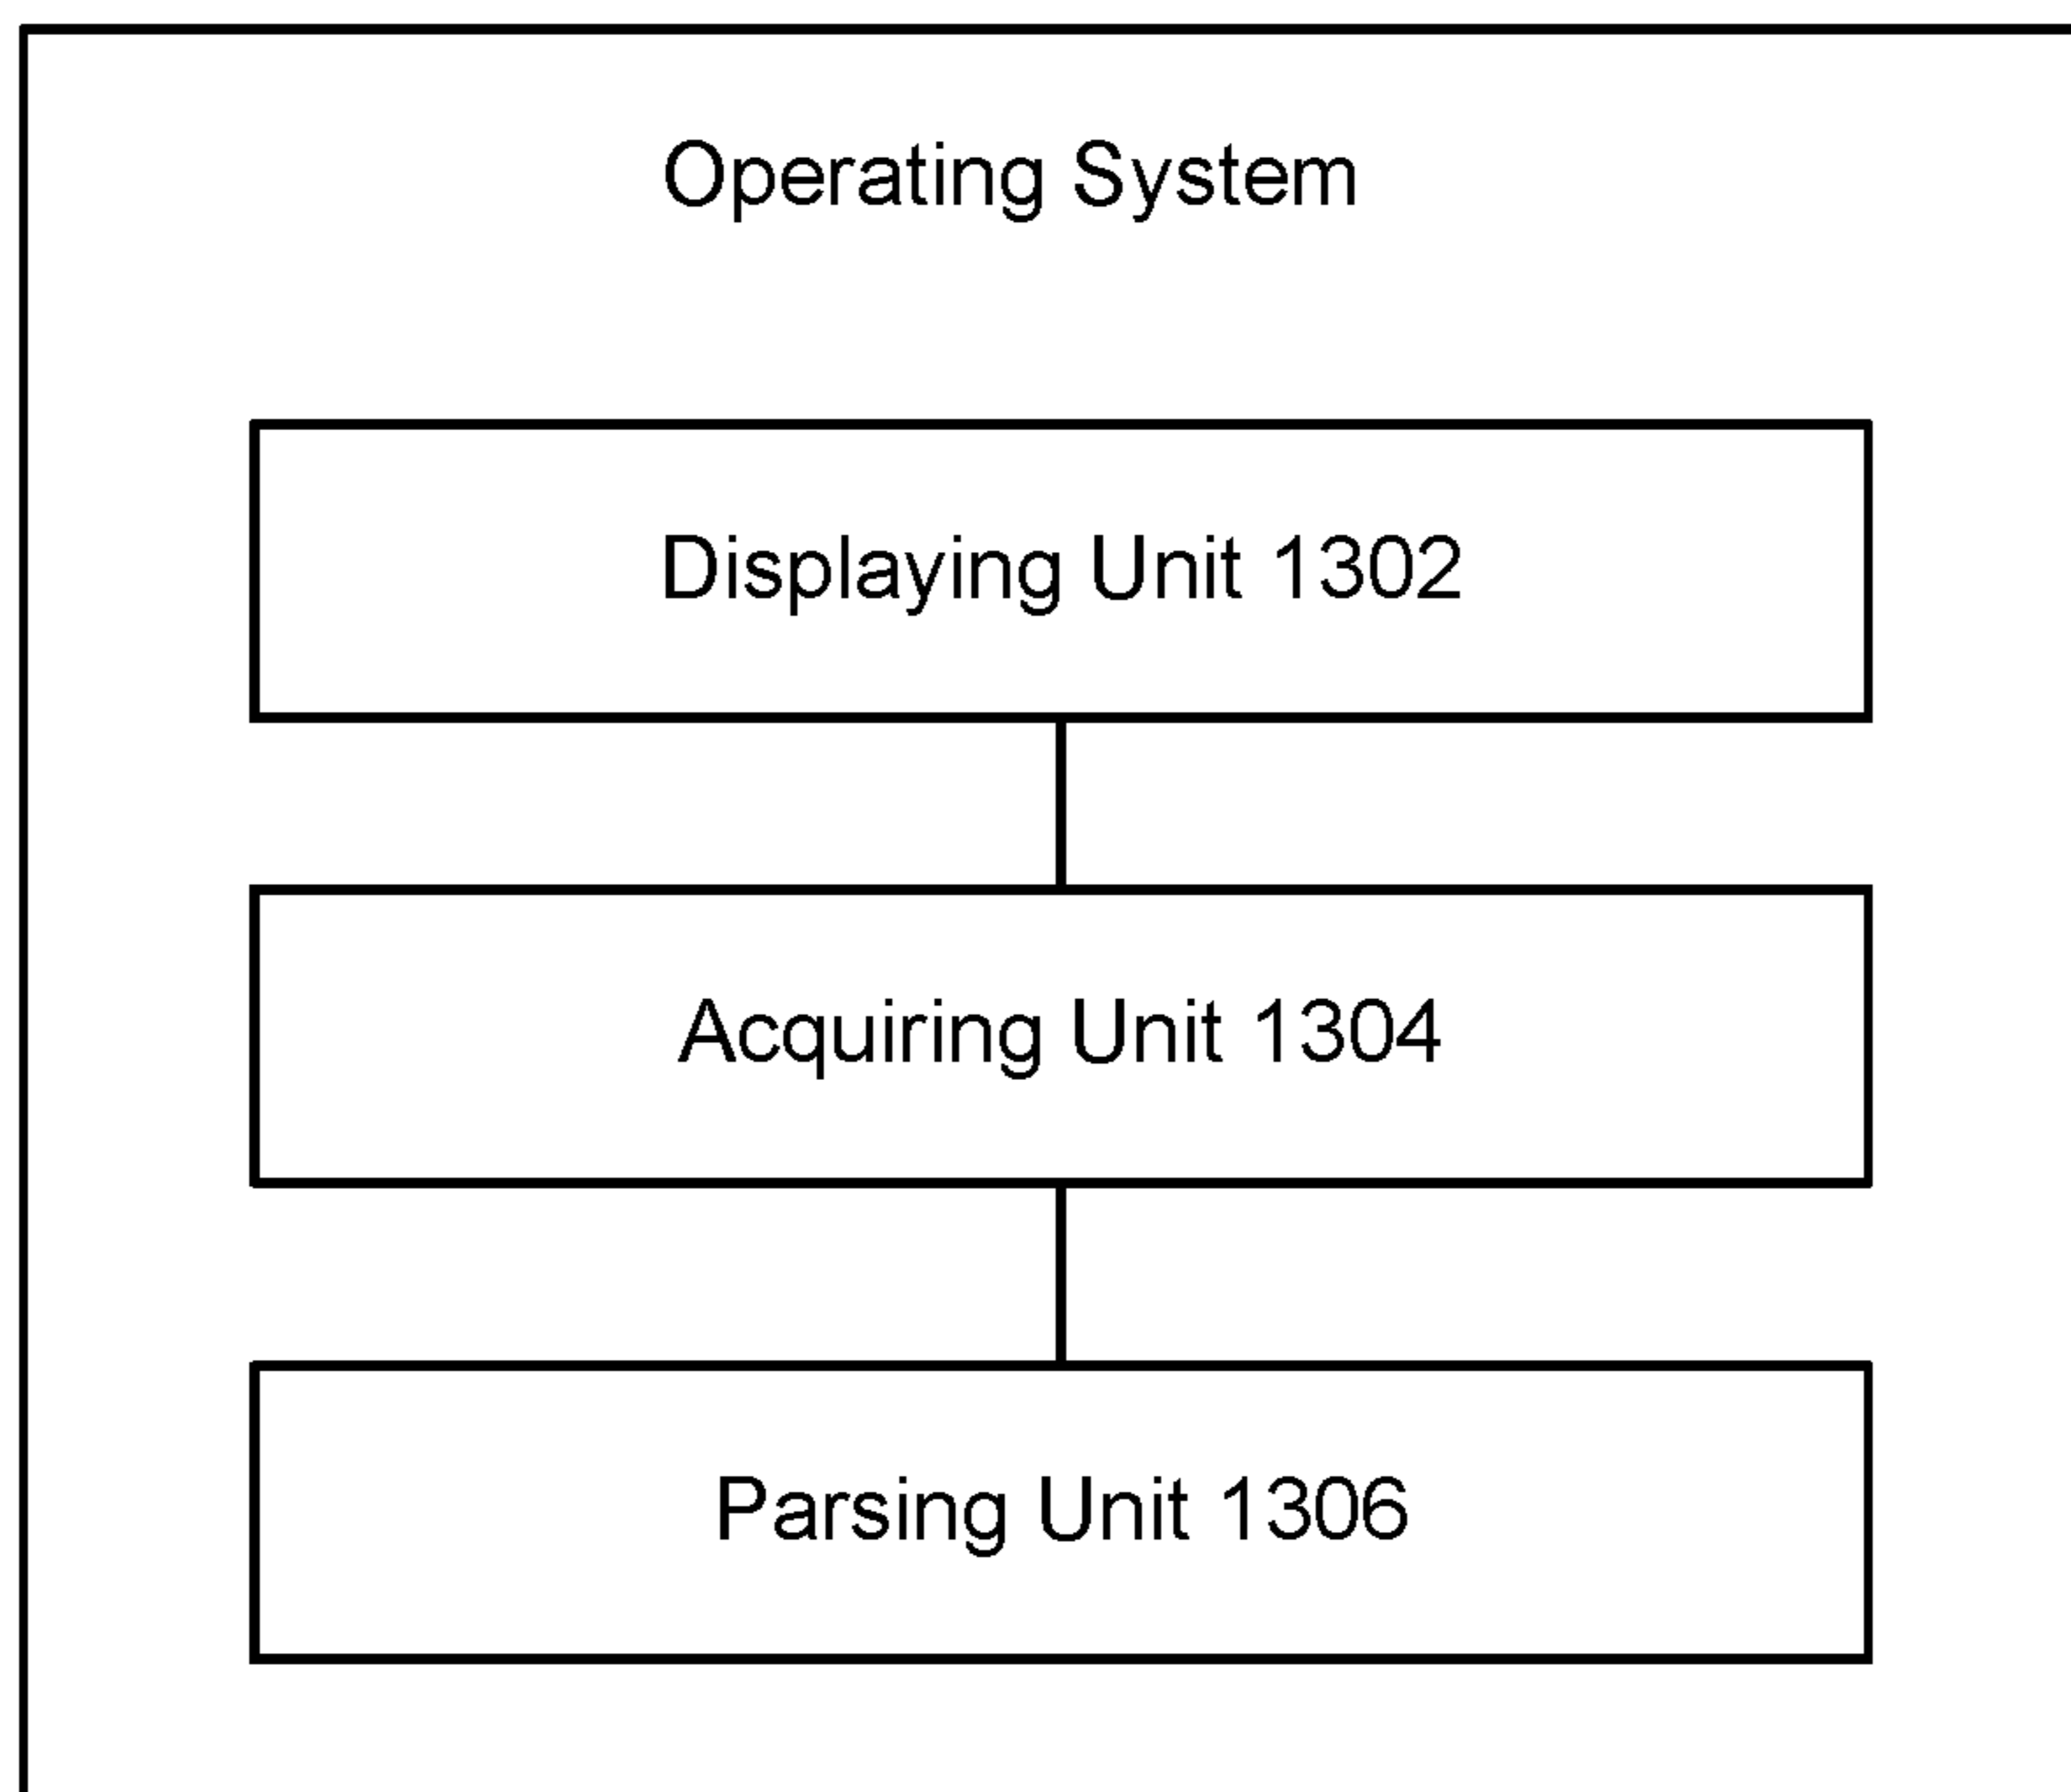 Operating System
Displaying Unit 1302
Acquiring Unit 1304
Parsing Unit 1306